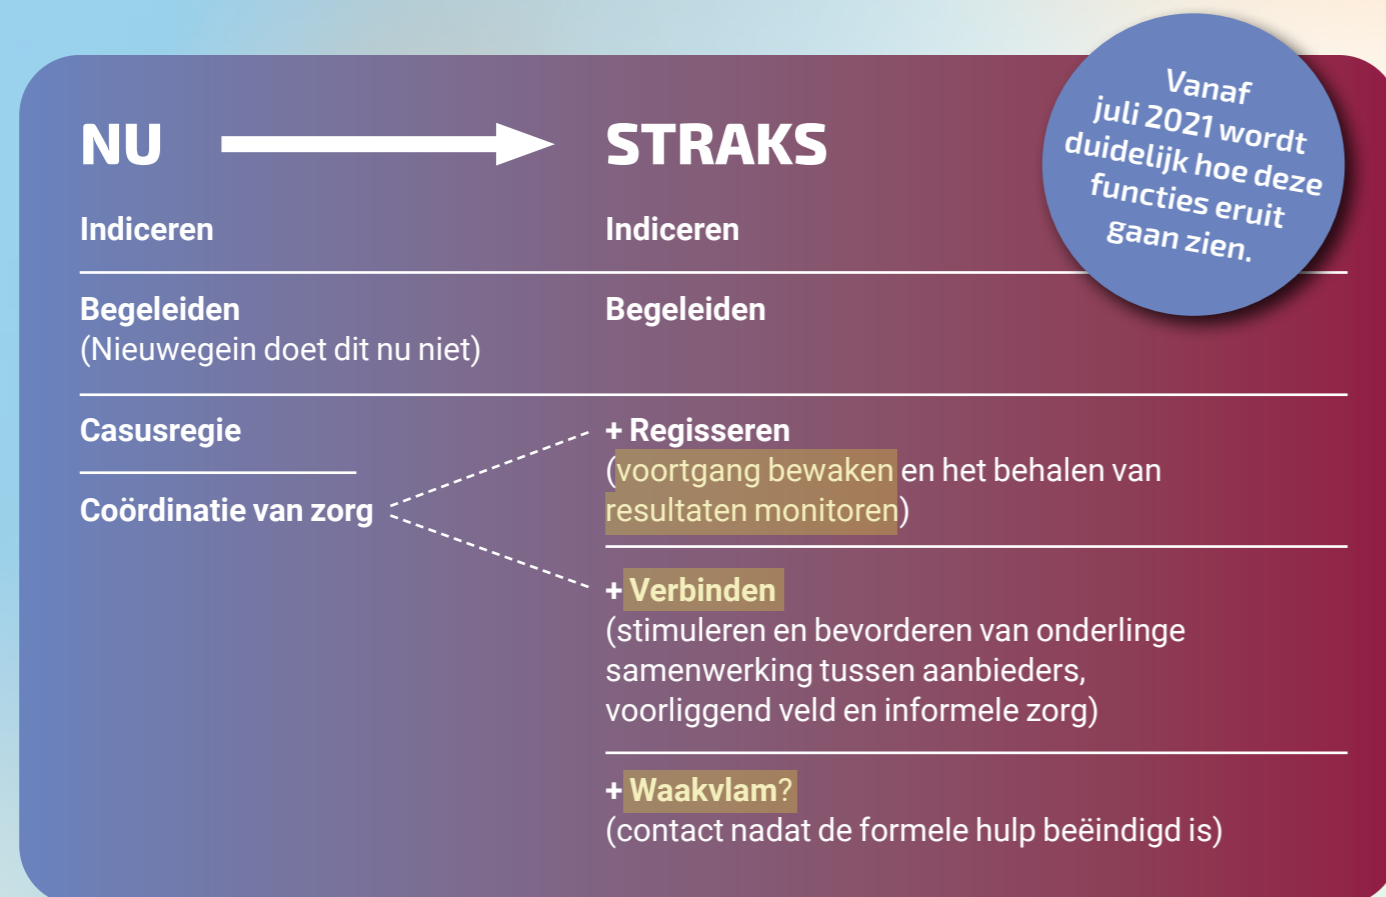 NU
STRAKS
Vanaf
juli 2021 wordt
duidelijk hoe deze
functies eruit
gaan zien.
Indiceren
Indiceren
Begeleiden
(Nieuwegein doet dit nu niet)
Begeleiden
Casusregie
Coördinatie van zorg
+ Regisseren
(voortgang bewaken en het behalen van
resultaten monitoren)
+ Verbinden
(stimuleren en bevorderen van onderlinge
samenwerking tussen aanbieders,
voorliggend veld en informele zorg)
+ Waakvlam?
(contact nadat de formele hulp beëindigd is)